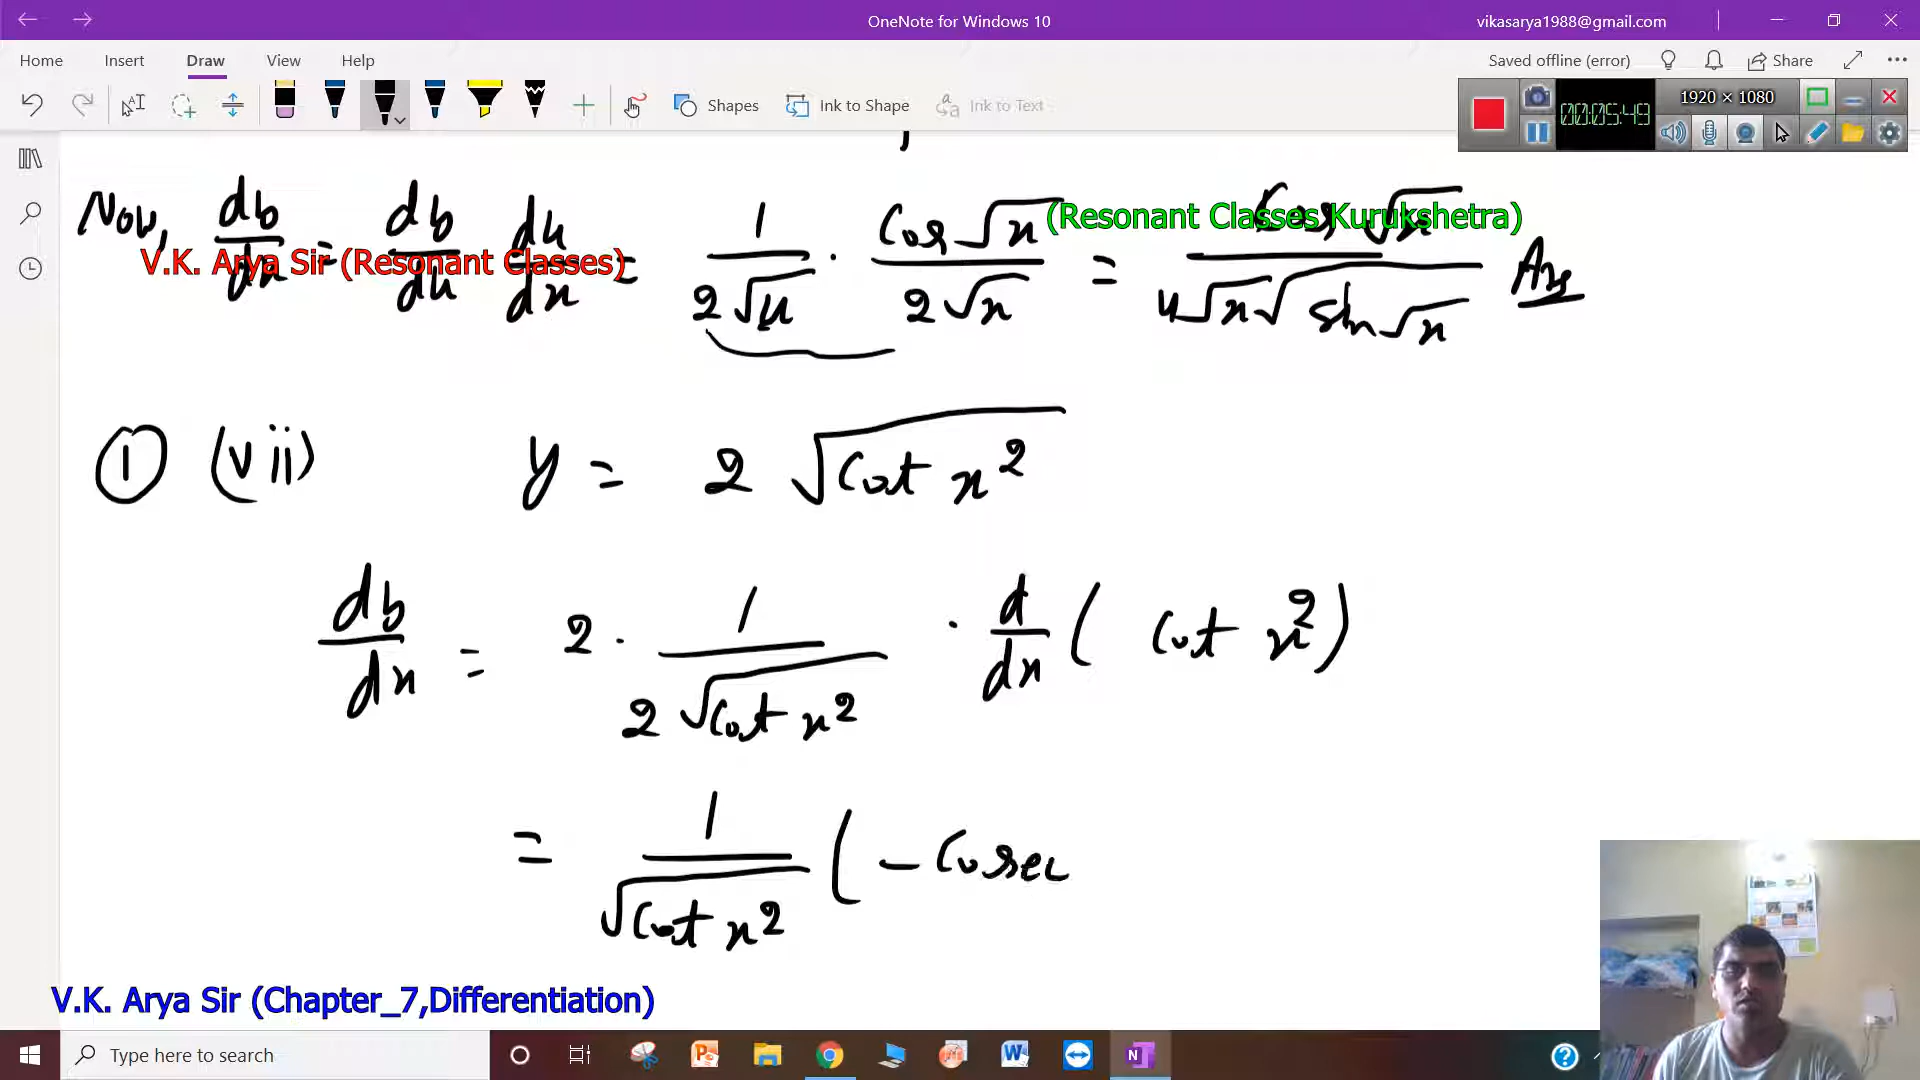 OneNote for Windows 10
vikasarya1988@gmail.com
Home Insert Draw View Help
Saved offline (error) Share
Shapes Ink to Shape Ink to Text
1920 × 1080
00:05:49
Now, dy/dx = dy/du du/dx = 1/(2√u) · cos√x/(2√x) = cos√x/(4√x√(sin√x)) Ans
(Resonant Classes Kurukshetra)
V.K. Arya Sir (Resonant Classes)
① (vii) y = 2 √(cot x²)
dy/dx = 2 · 1/(2√(cot x²)) · d/dx (cot x²)
= 1/√(cot x²) (- cosec
V.K. Arya Sir (Chapter_7,Differentiation)
Type here to search